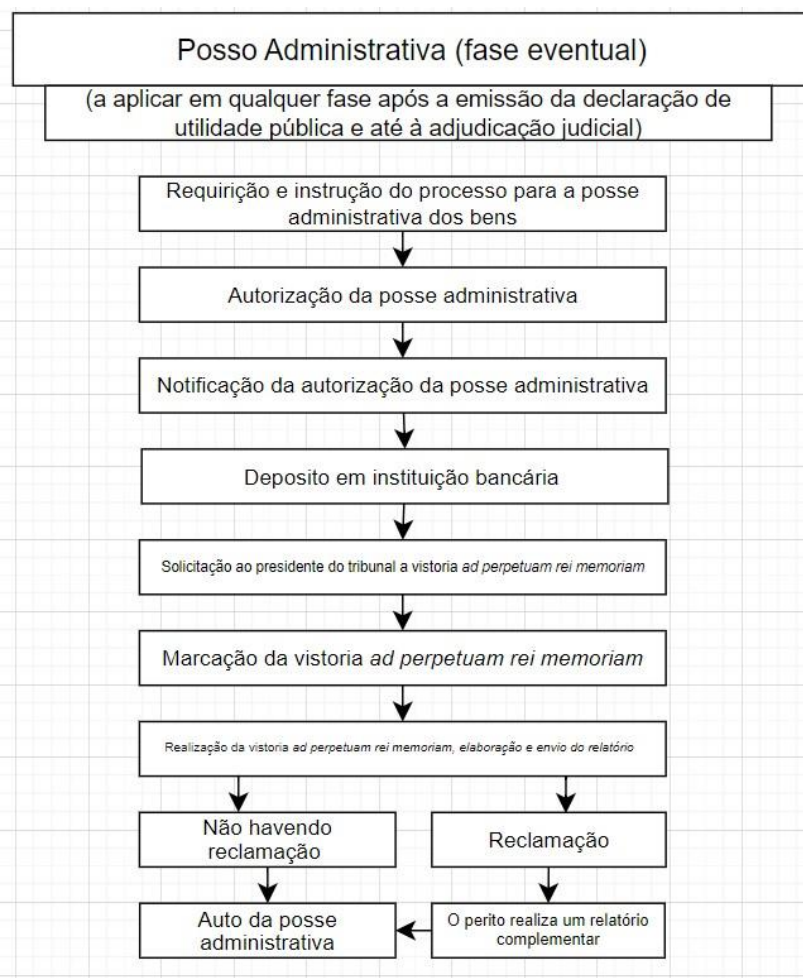 Posso Administrativa (fase eventual)
(a aplicar em qualquer fase após a emissão da declaração de
utilidade pública e até à adjudicação judicial)
Requirição e instrução do processo para a posse
administrativa dos bens
Autorização da posse administrativa
Notificação da autorização da posse administrativa
Deposito em instituição bancária
Solicitação ao presidente do tribunal a vistoria ad perpetuam rei memoriam
Marcação da vistoria ad perpetuam rei memoriam
Realização da vistoria ad perpetuam rei memoriam, elaboração e envio do relatório
Não havendo
reclamação
Reclamação
Auto da posse
administrativa
O perito realiza um relatório
complementar